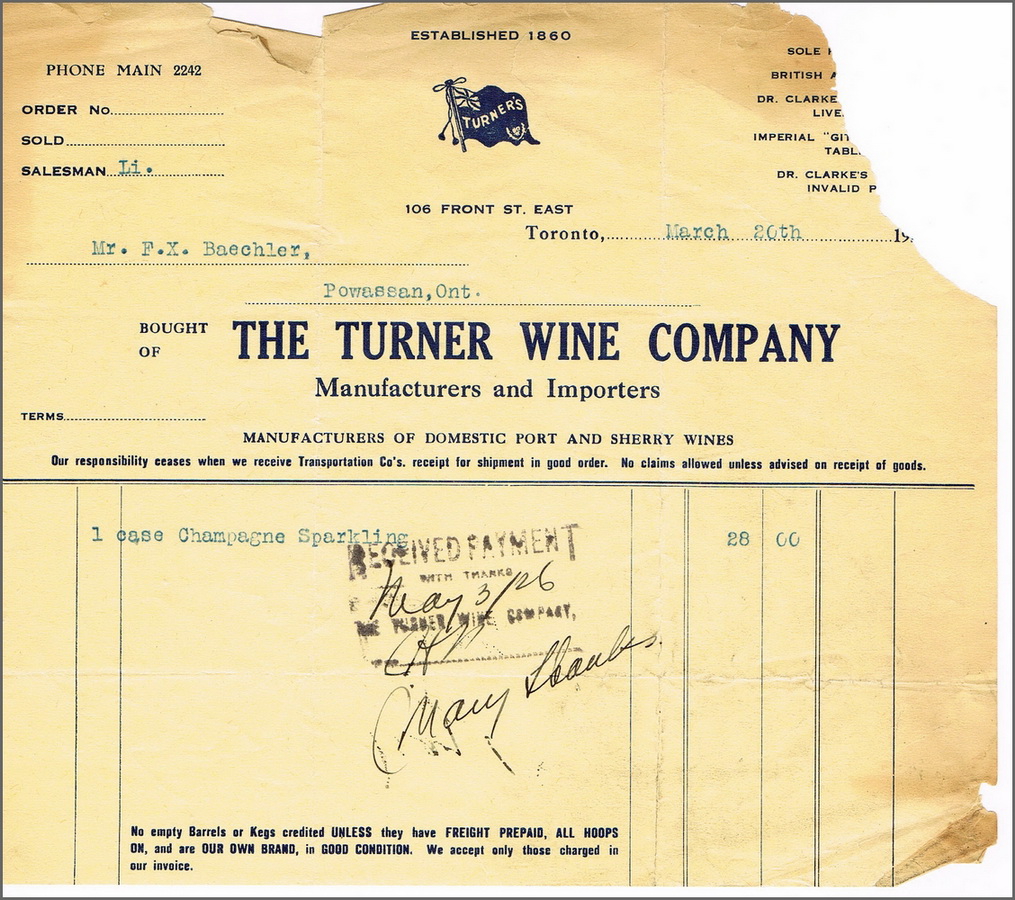 ESTABLISHED 1860
PHONE MAIN 2242
ORDER No.
SOLD
SALESMAN Li.
TURNER'S
SOLE
BRITISH
DR. CLARKE
LIVE
IMPERIAL "GIT
TABL
DR. CLARKE'S
INVALID P
106 FRONT ST. EAST
Toronto, March 20th 19
Mr. F.X. Baechler,
Powassan,Ont.
BOUGHT OF THE TURNER WINE COMPANY
Manufacturers and Importers
TERMS
MANUFACTURERS OF DOMESTIC PORT AND SHERRY WINES
Our responsibility ceases when we receive Transportation Co's. receipt for shipment in good order. No claims allowed unless advised on receipt of goods.
1 case Champagne Sparkling 28 00
RECEIVED PAYMENT
WITH THANKS
May 3/26
THE TURNER WINE COMPANY,
Many Thanks
No empty Barrels or Kegs credited UNLESS they have FREIGHT PREPAID, ALL HOOPS
ON, and are OUR OWN BRAND, in GOOD CONDITION. We accept only those charged in
our invoice.